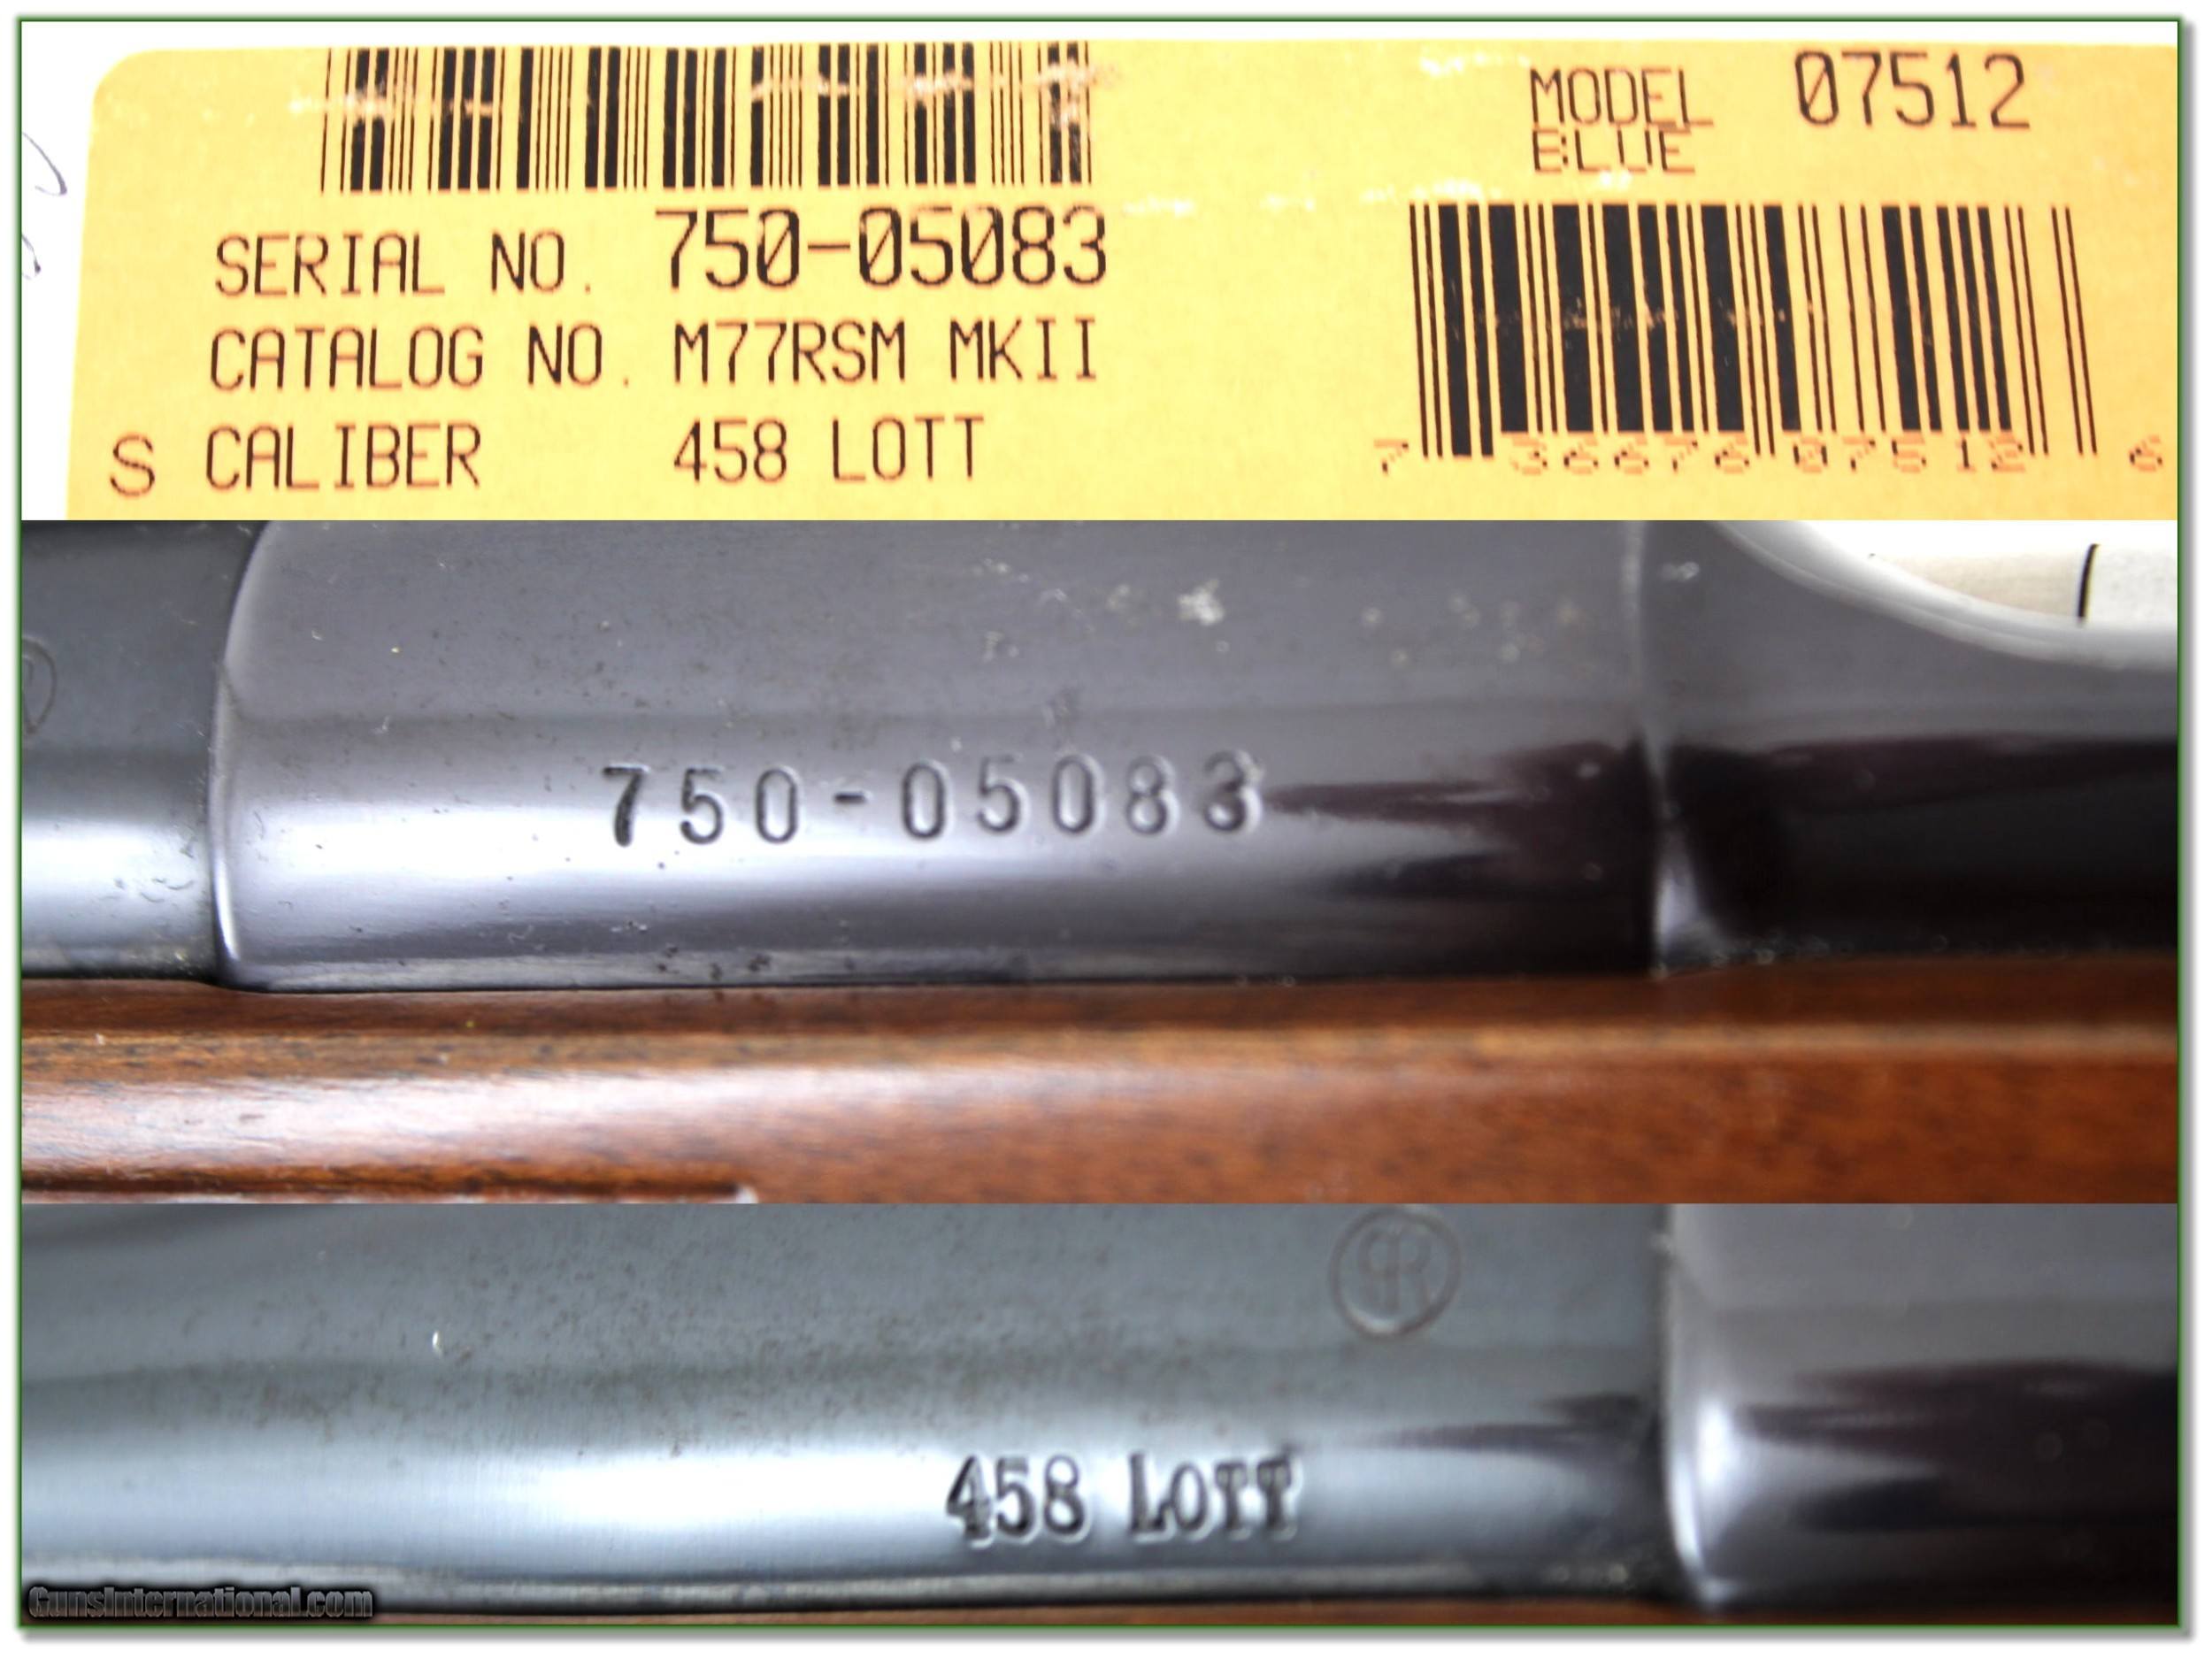 MODEL 07512
BLUE
SERIAL NO. 750-05083
CATALOG NO. M77RSM MKII
S CALIBER 458 LOTT
7 36676 07512 6
750-05083
458 LOTT
GunsInternational.com